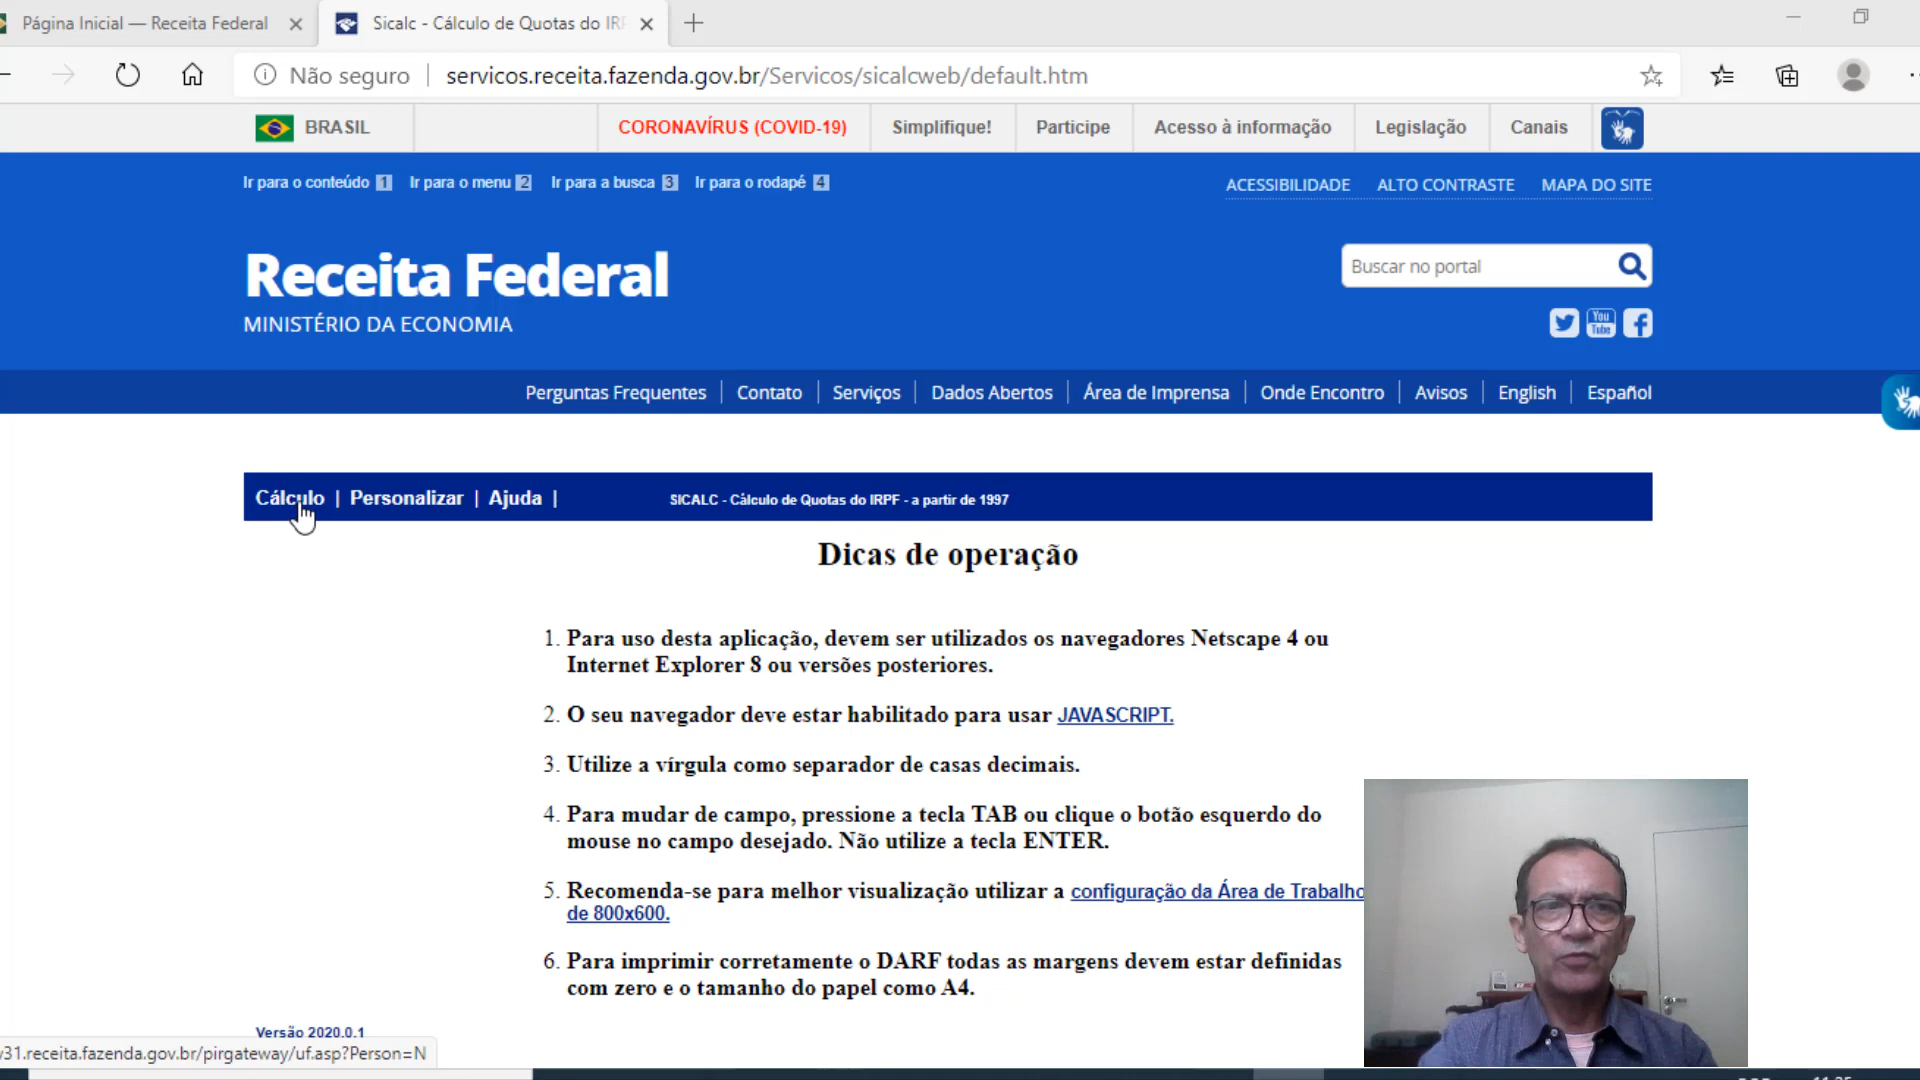 Página Inicial — Receita Federal
Sicalc - Cálculo de Quotas do IRP
Não seguro
servicos.receita.fazenda.gov.br/Servicos/sicalcweb/default.htm
BRASIL
CORONAVÍRUS (COVID-19)
Simplifique!
Participe
Acesso à informação
Legislação
Canais
Ir para o conteúdo 1
Ir para o menu 2
Ir para a busca 3
Ir para o rodapé 4
ACESSIBILIDADE
ALTO CONTRASTE
MAPA DO SITE
Receita Federal
MINISTÉRIO DA ECONOMIA
Buscar no portal
You Tube
Perguntas Frequentes
Contato
Serviços
Dados Abertos
Área de Imprensa
Onde Encontro
Avisos
English
Español
Cálculo | Personalizar | Ajuda |
SICALC - Cálculo de Quotas do IRPF - a partir de 1997
Dicas de operação
1. Para uso desta aplicação, devem ser utilizados os navegadores Netscape 4 ou
Internet Explorer 8 ou versões posteriores.
2. O seu navegador deve estar habilitado para usar JAVASCRIPT.
3. Utilize a vírgula como separador de casas decimais.
4. Para mudar de campo, pressione a tecla TAB ou clique o botão esquerdo do
mouse no campo desejado. Não utilize a tecla ENTER.
5. Recomenda-se para melhor visualização utilizar a configuração da Área de Trabalho
de 800x600.
6. Para imprimir corretamente o DARF todas as margens devem estar definidas
com zero e o tamanho do papel como A4.
Versão 2020.0.1
31.receita.fazenda.gov.br/pirgateway/uf.asp?Person=N